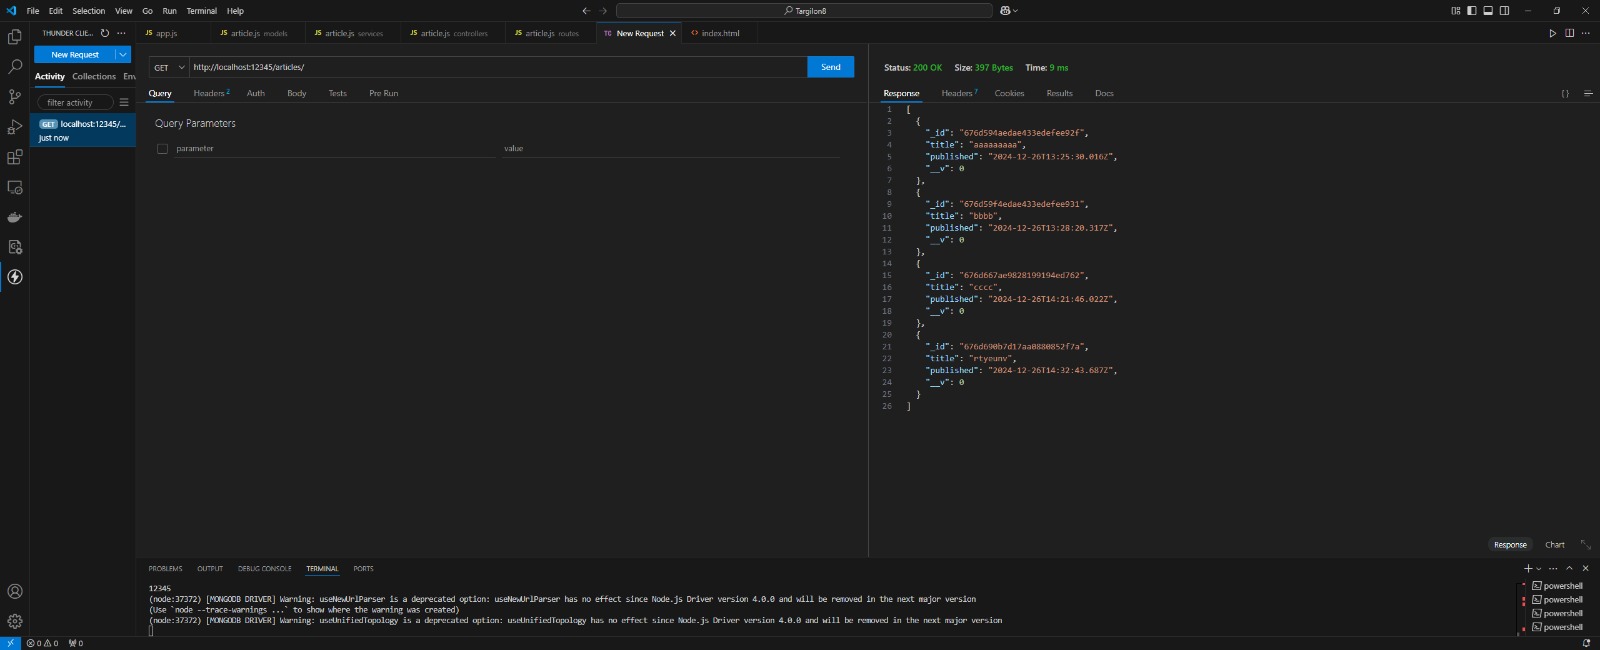 File Edit Selection View Go Run Terminal Help
Targilon8
THUNDER CLIE...
New Request
Activity Collections Env
filter activity
GET localhost:12345/...
just now
app.js
article.js models
article.js services
article.js controllers
article.js routes
TC New Request
<> index.html
GET http://localhost:12345/articles/ Send
Query Headers 2 Auth Body Tests Pre Run
Query Parameters
parameter value
Status: 200 OK Size: 397 Bytes Time: 9 ms
Response Headers 7 Cookies Results Docs { }
1 [
2 {
3 "_id": "676d594aedae433edefee92f",
4 "title": "aaaaaaaaa",
5 "published": "2024-12-26T13:25:30.016Z",
6 "__v": 0
7 },
8 {
9 "_id": "676d59f4edae433edefee931",
10 "title": "bbbb",
11 "published": "2024-12-26T13:28:20.317Z",
12 "__v": 0
13 },
14 {
15 "_id": "676d667ae9828199194ed762",
16 "title": "cccc",
17 "published": "2024-12-26T14:21:46.022Z",
18 "__v": 0
19 },
20 {
21 "_id": "676d690b7d17aa0880852f7a",
22 "title": "rtyeunv",
23 "published": "2024-12-26T14:32:43.687Z",
24 "__v": 0
25 }
26 ]
Response Chart
PROBLEMS OUTPUT DEBUG CONSOLE TERMINAL PORTS
12345
(node:37372) [MONGODB DRIVER] Warning: useNewUrlParser is a deprecated option: useNewUrlParser has no effect since Node.js Driver version 4.0.0 and will be removed in the next major version
(Use `node --trace-warnings ...` to show where the warning was created)
(node:37372) [MONGODB DRIVER] Warning: useUnifiedTopology is a deprecated option: useUnifiedTopology has no effect since Node.js Driver version 4.0.0 and will be removed in the next major version
powershell
powershell
powershell
powershell
0 0 0